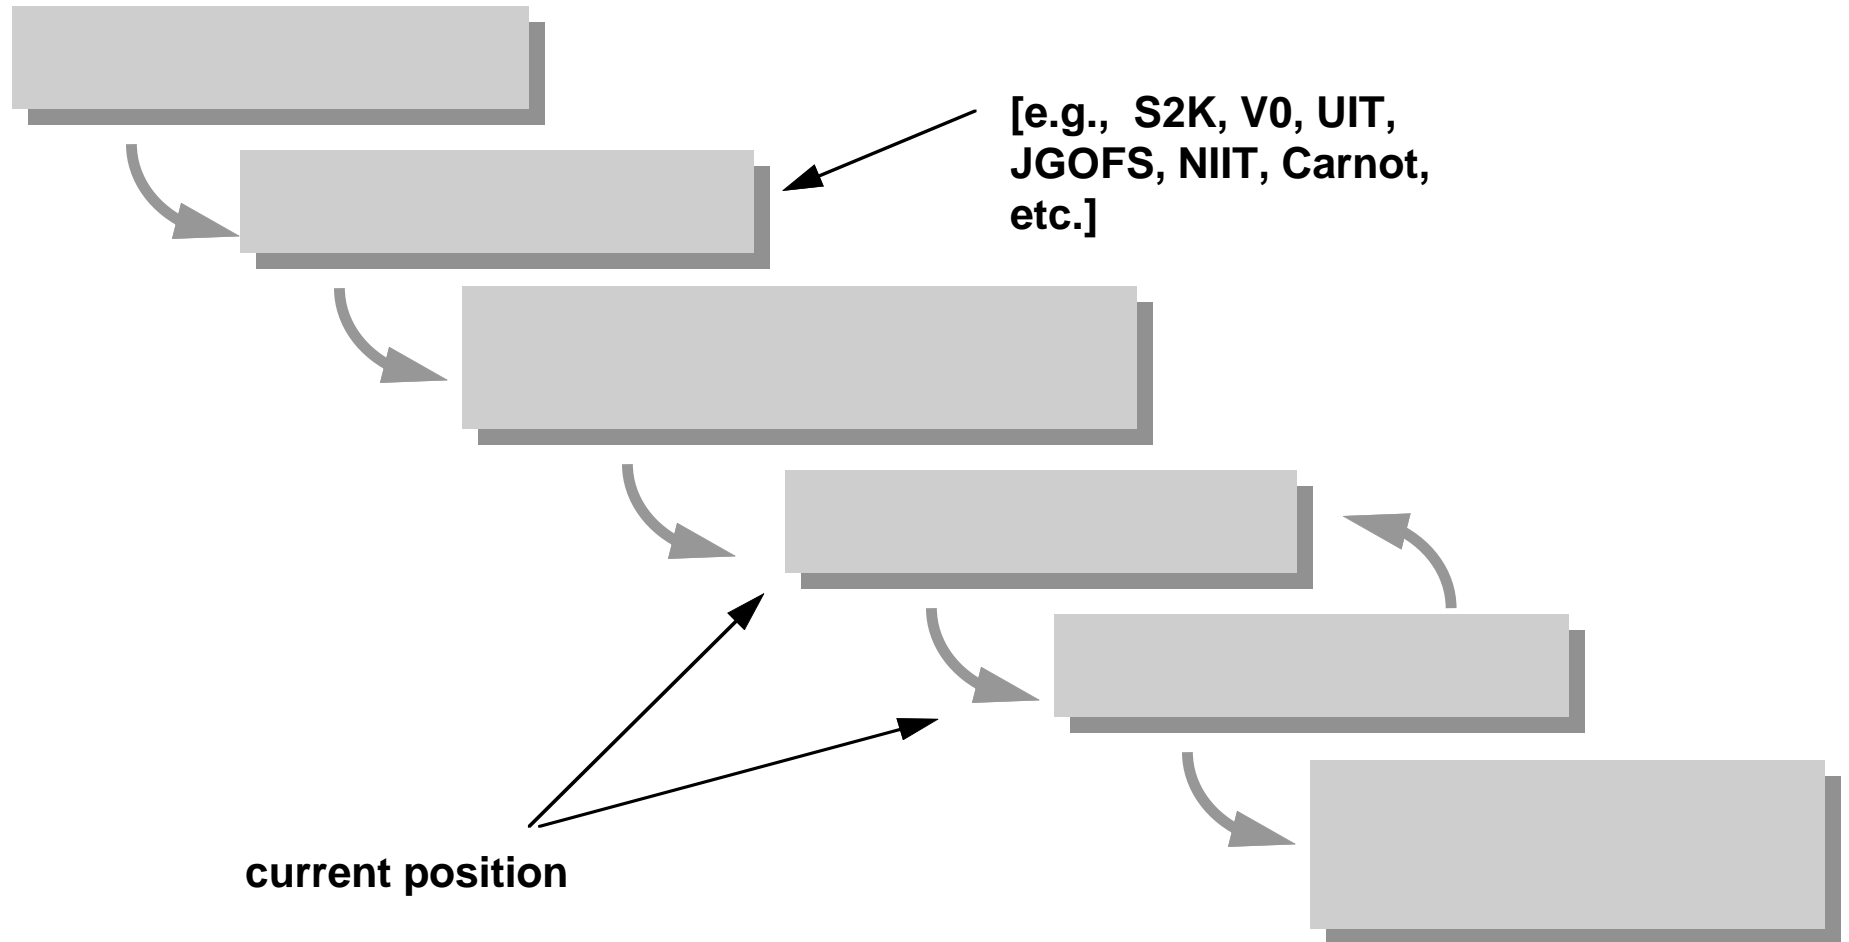 [e.g., S2K, V0, UIT,
JGOFS, NIIT, Carnot,
etc.]
current position